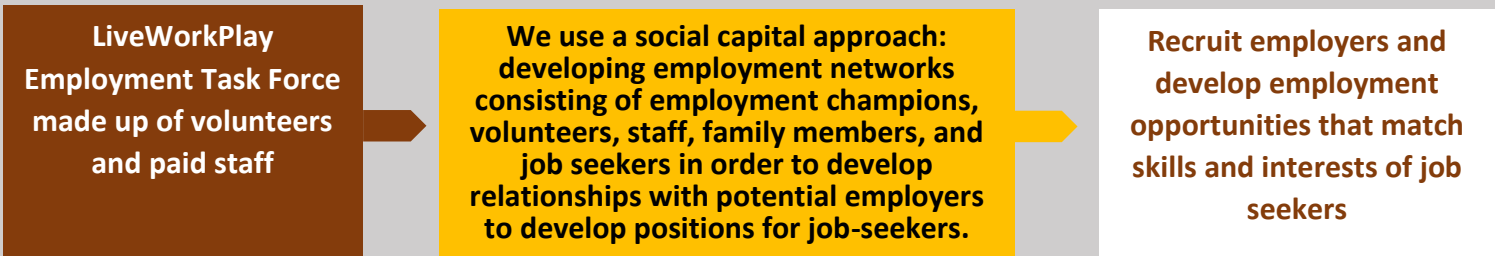 LiveWorkPlay
Employment Task Force
made up of volunteers
and paid staff
We use a social capital approach:
developing employment networks
consisting of employment champions,
volunteers, staff, family members, and
job seekers in order to develop
relationships with potential employers
to develop positions for job-seekers.
Recruit employers and
develop employment
opportunities that match
skills and interests of job
seekers